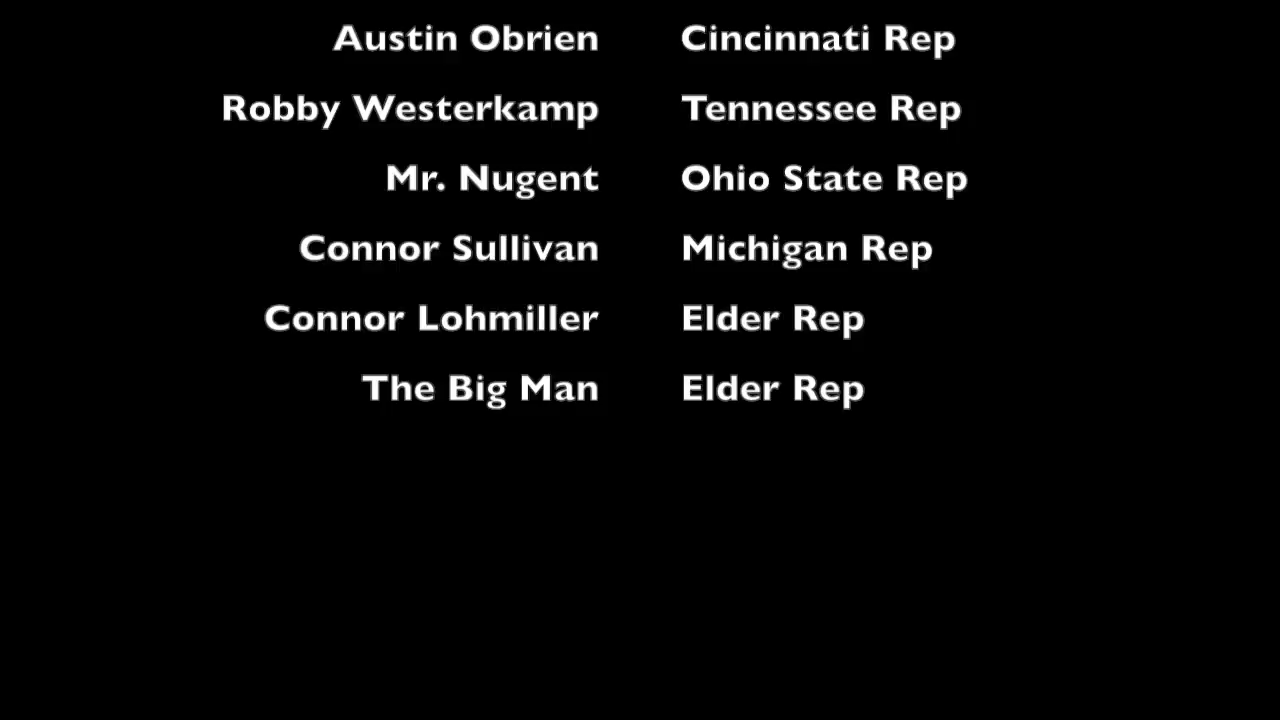 Austin Obrien Cincinnati Rep
Robby Westerkamp Tennessee Rep
Mr. Nugent Ohio State Rep
Connor Sullivan Michigan Rep
Connor Lohmiller Elder Rep
The Big Man Elder Rep